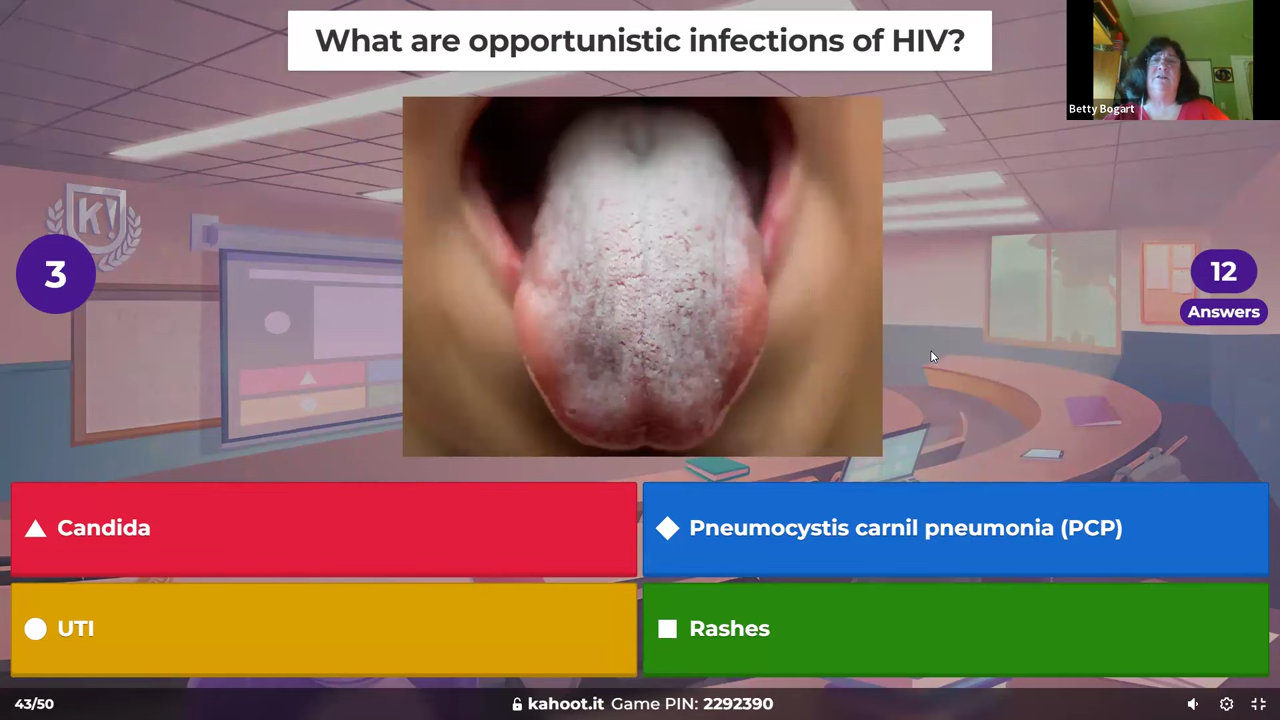 What are opportunistic infections of HIV?
Betty Bogart
K!
3
12
Answers
Candida
Pneumocystis carnil pneumonia (PCP)
UTI
Rashes
43/50
kahoot.it Game PIN: 2292390